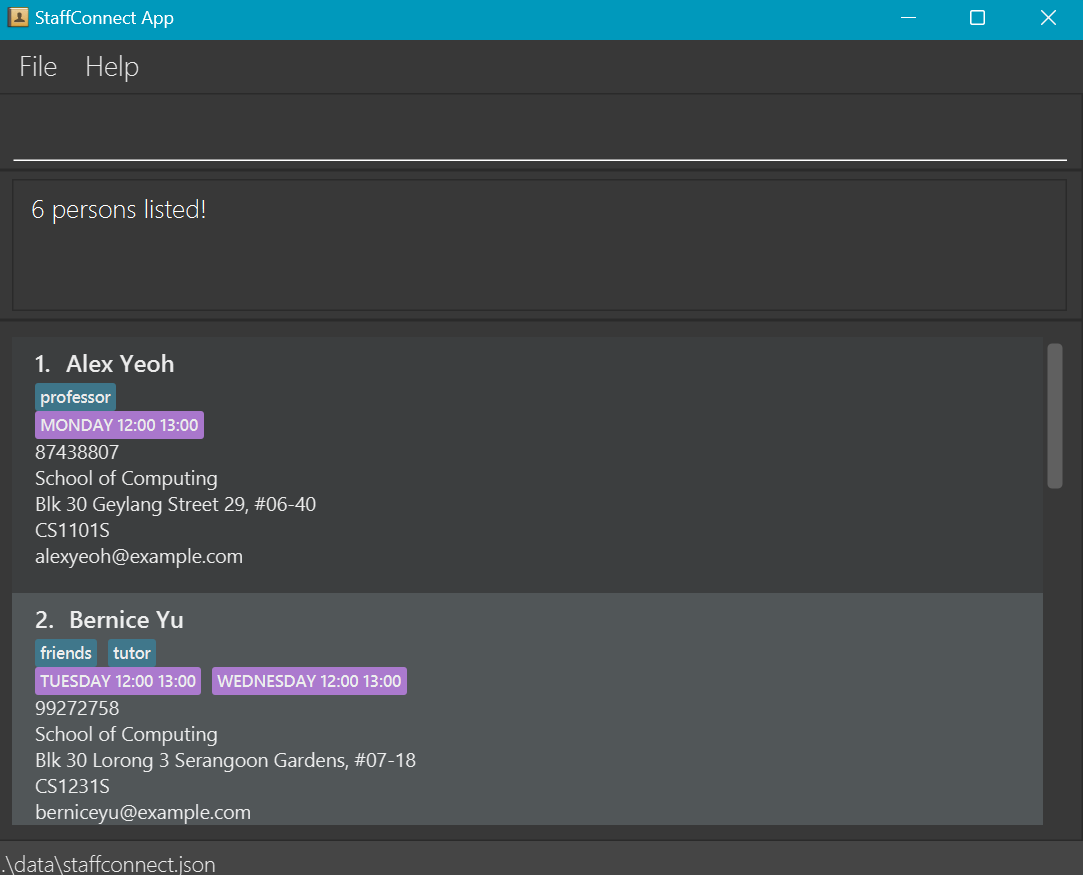 StaffConnect App
File Help
6 persons listed!
1. Alex Yeoh
professor
MONDAY 12:00 13:00
87438807
School of Computing
Blk 30 Geylang Street 29, #06-40
CS1101S
alexyeoh@example.com
2. Bernice Yu
friends tutor
TUESDAY 12:00 13:00 WEDNESDAY 12:00 13:00
99272758
School of Computing
Blk 30 Lorong 3 Serangoon Gardens, #07-18
CS1231S
berniceyu@example.com
.\data\staffconnect.json